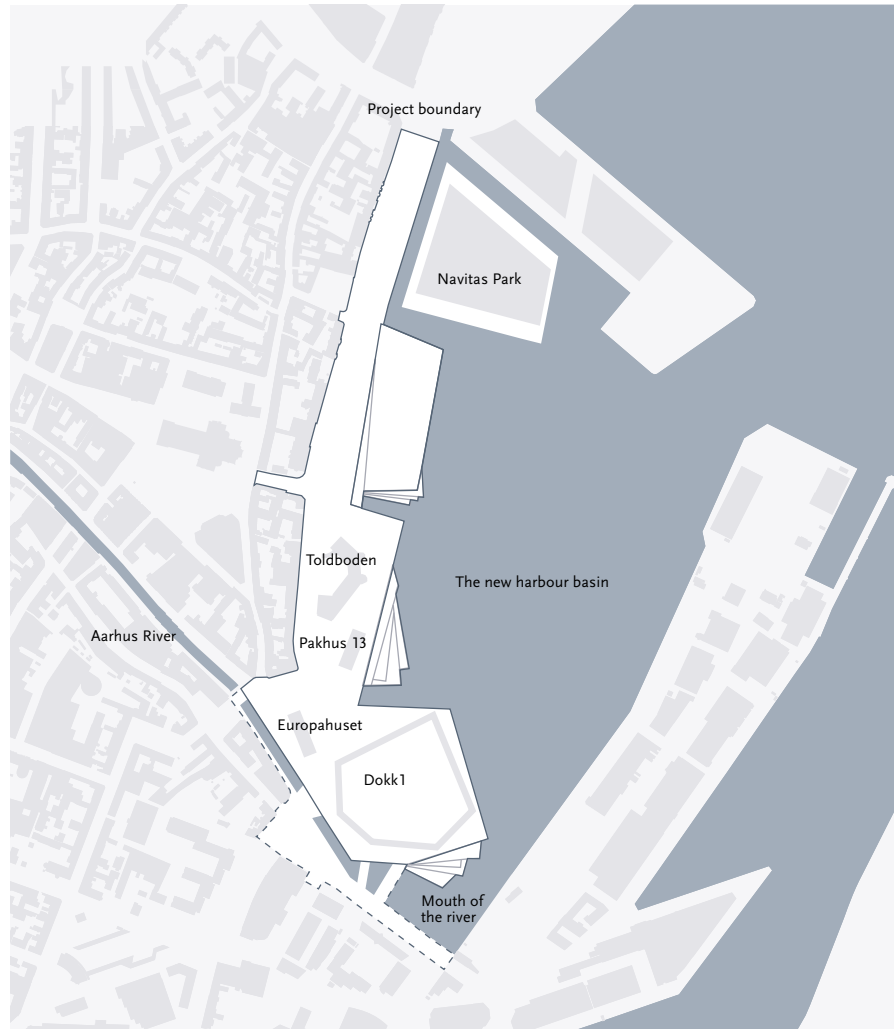 Project boundary
Navitas Park
Toldboden
The new harbour basin
Aarhus River
Pakhus 13
Europahuset
Dokk1
Mouth of
the river